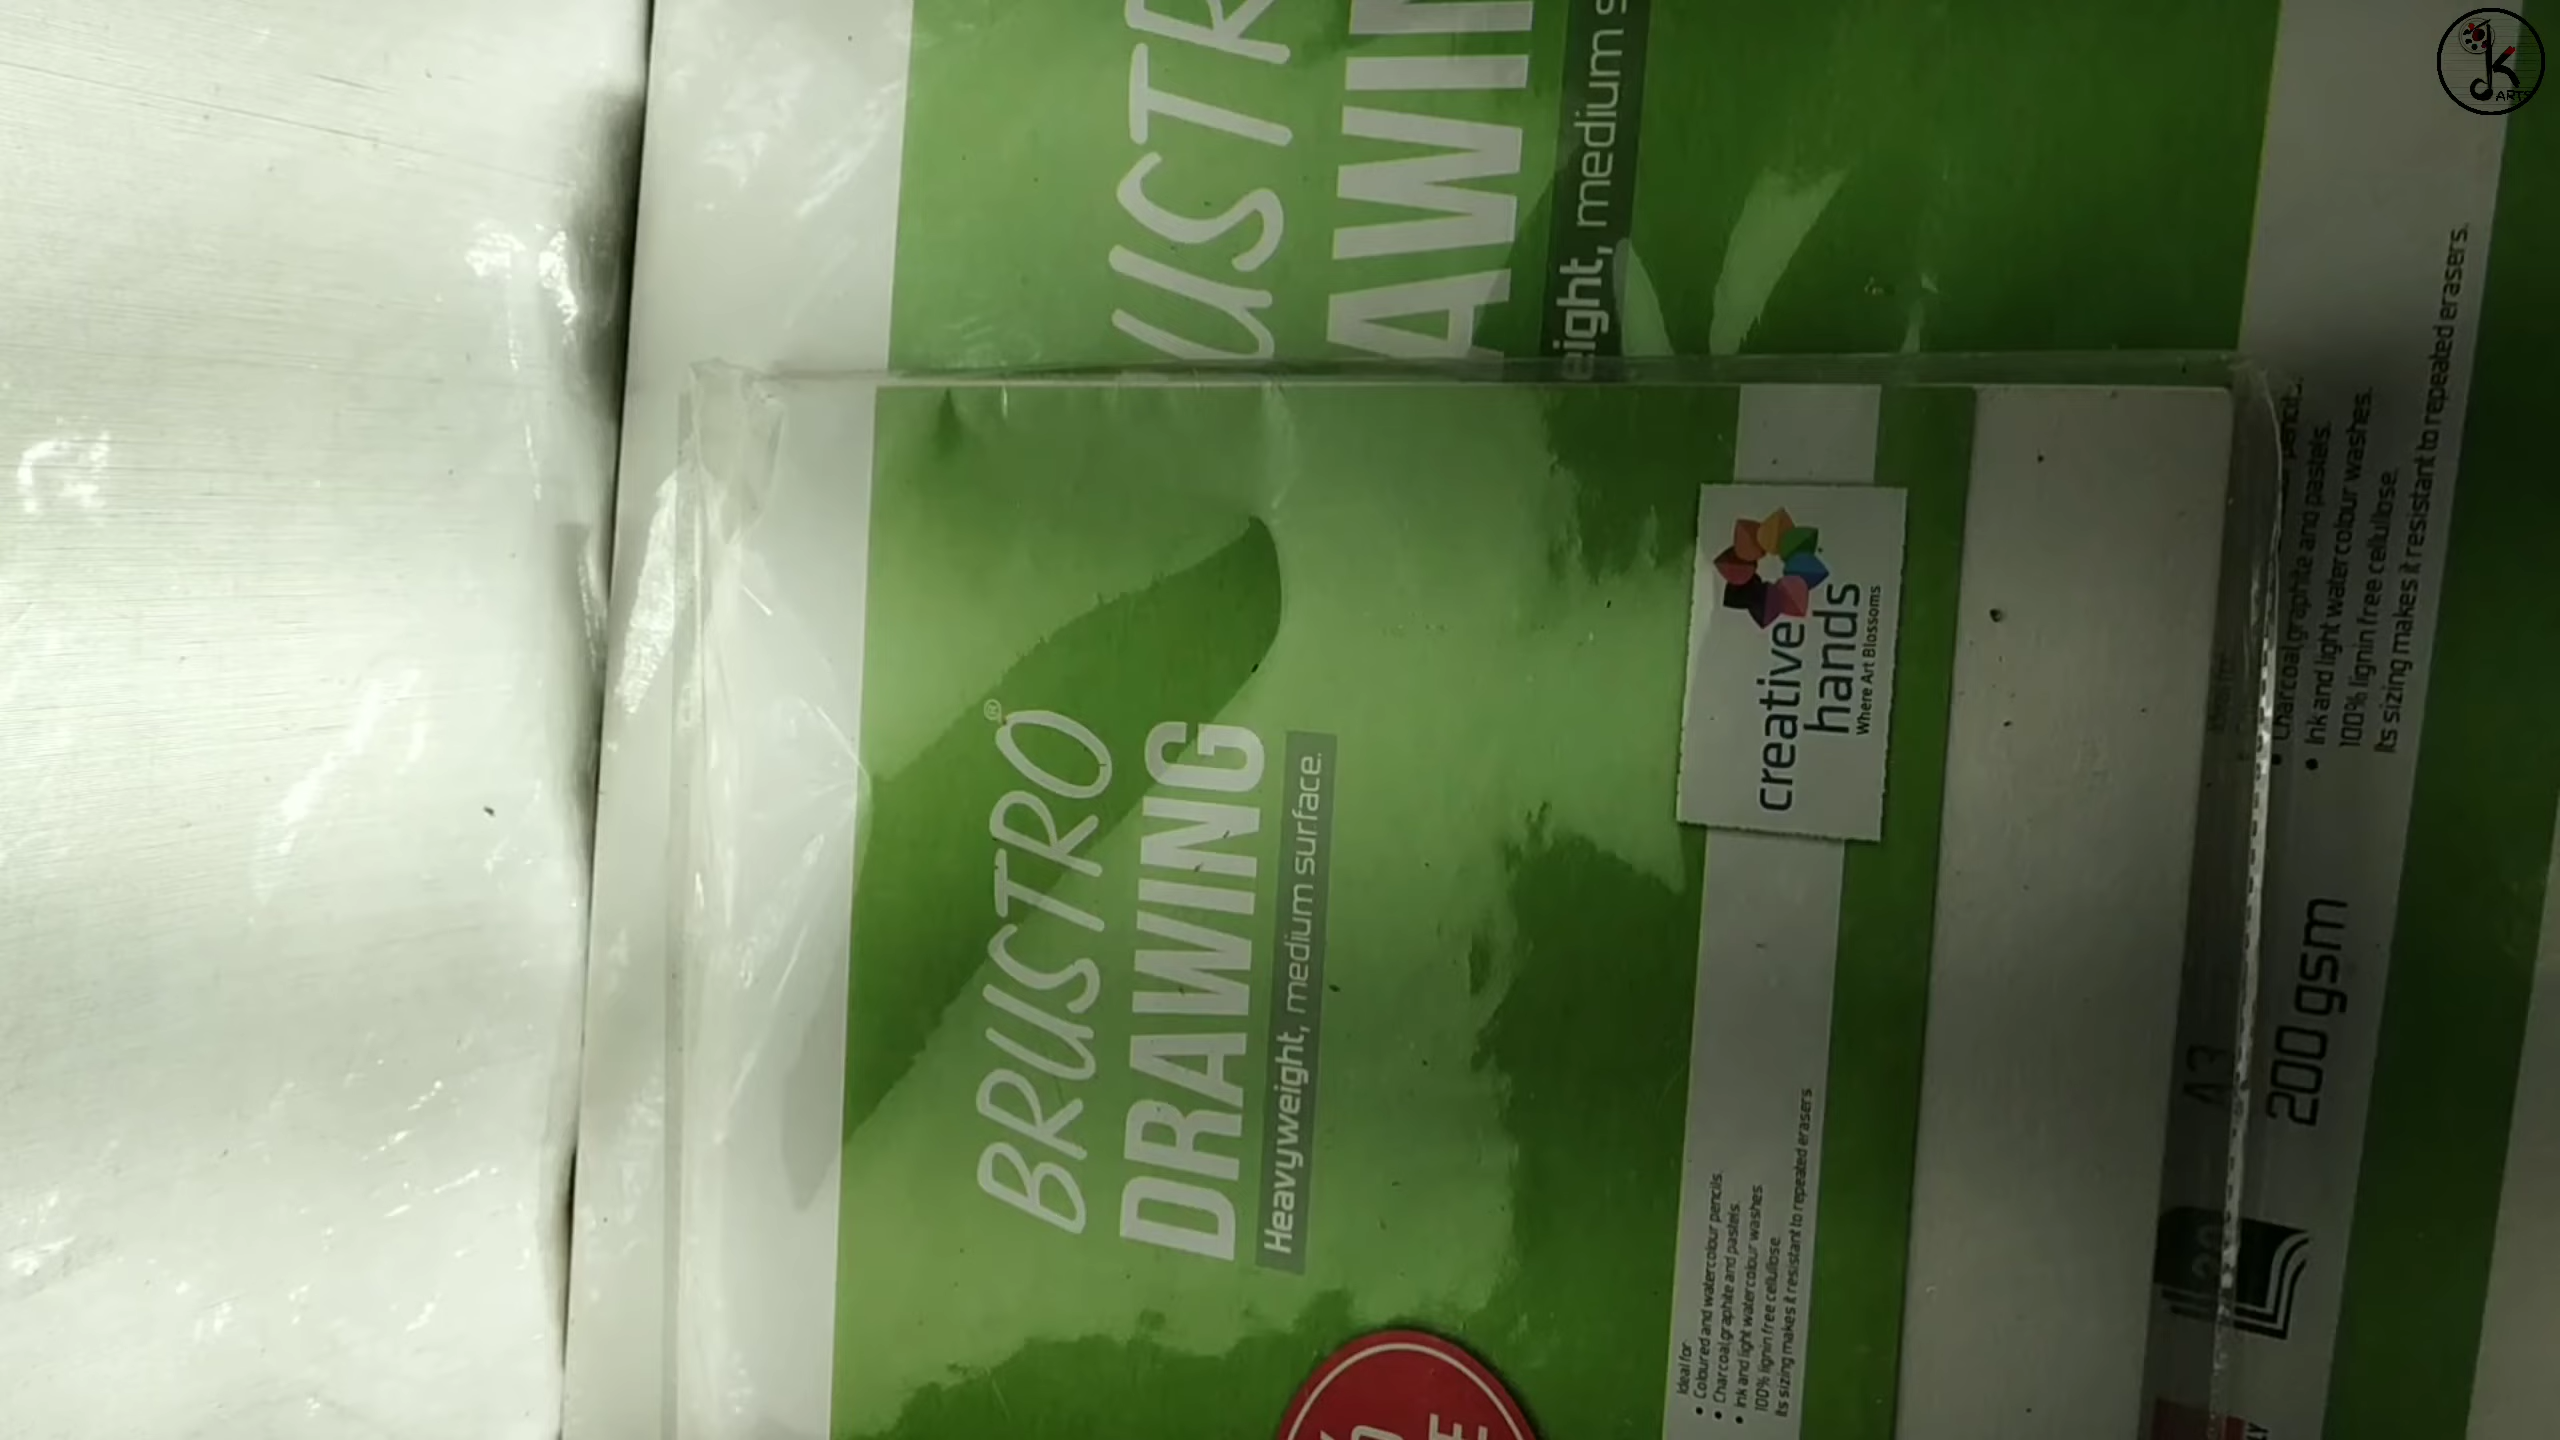 BRUSTRO®
DRAWING
Heavyweight, medium surface.
creative
hands
Where Art Blossoms
Ideal for
• Coloured and watercolour pencils.
• Charcoal graphite and pastels.
• Ink and light watercolour washes.
100% lignin free cellulose.
Its sizing makes it resistant to repeated erasers
USTR
AWIN
eight, medium s
pencils.
• Charcoal graphite and pastels.
• Ink and light watercolour washes.
100% lignin free cellulose.
Its sizing makes it resistant to repeated erasers.
A3
200 gsm
K
ARTS